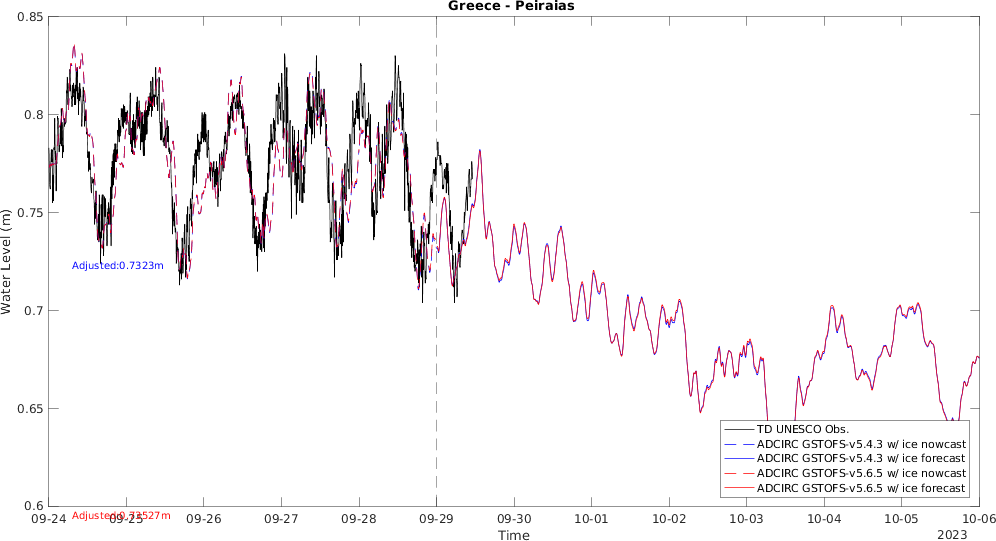 Greece - Peiraias
0.85
0.8
0.75
0.7
0.65
0.6
Water Level (m)
Adjusted:0.7323m
Adjusted:0.73527m
TD UNESCO Obs.
ADCIRC GSTOFS-v5.4.3 w/ ice nowcast
ADCIRC GSTOFS-v5.4.3 w/ ice forecast
ADCIRC GSTOFS-v5.6.5 w/ ice nowcast
ADCIRC GSTOFS-v5.6.5 w/ ice forecast
09-24 09-25 09-26 09-27 09-28 09-29 09-30 10-01 10-02 10-03 10-04 10-05 10-06
Time
2023